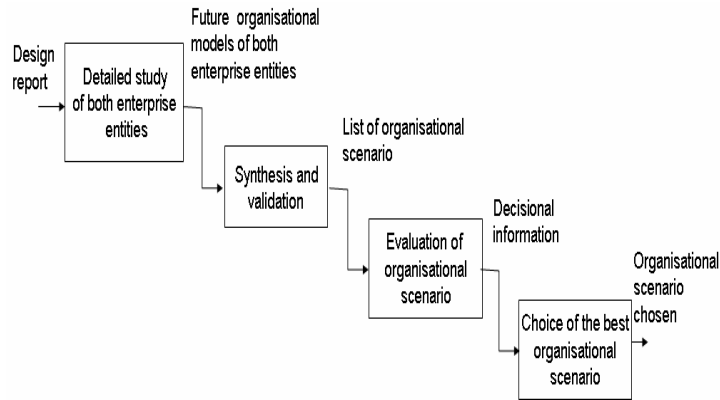 Design
report
Detailed study
of both enterprise
entities
Future organisational
models of both
enterprise entities
Synthesis and
validation
List of organisational
scenario
Evaluation of
organisational
scenario
Decisional
information
Choice of the best
organisational
scenario
Organisational
scenario
chosen